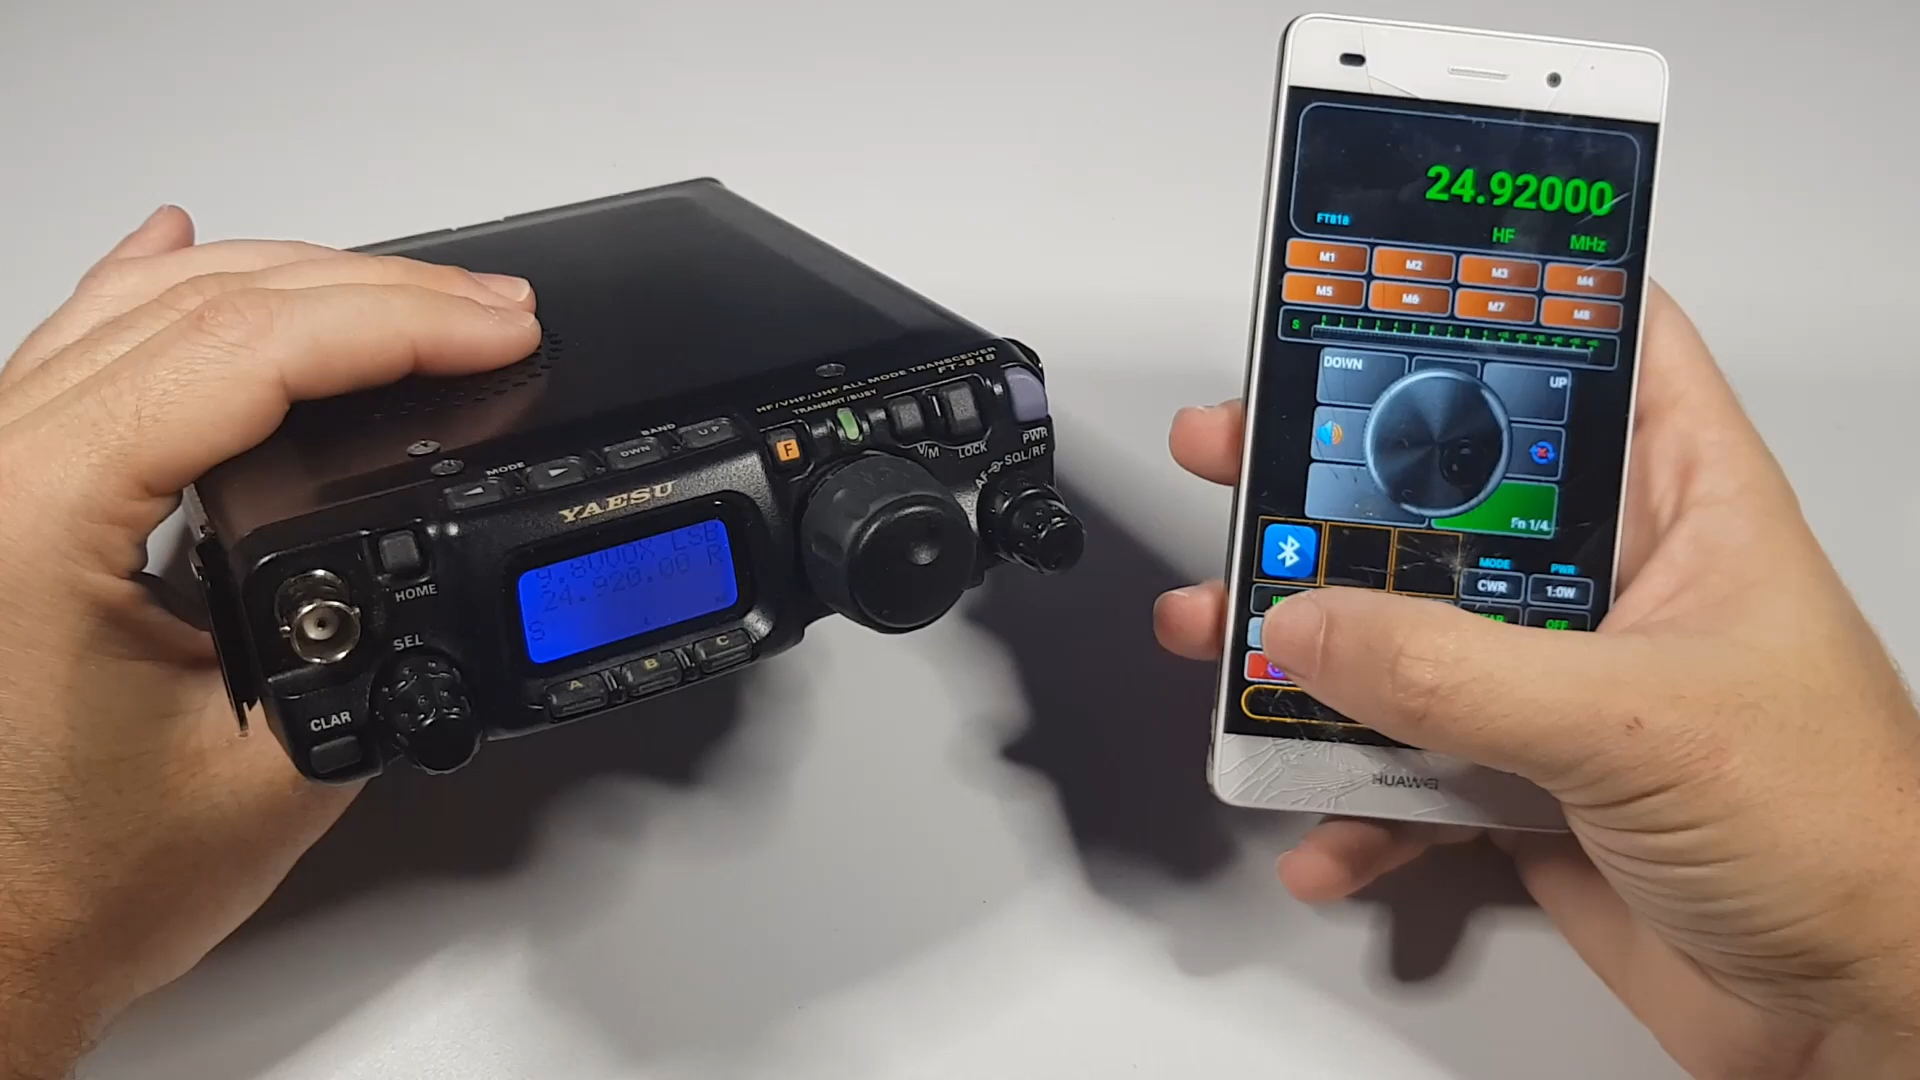 HF/VHF/UHF ALL MODE TRANSCEIVER
FT-818
TRANSMIT/BUSY
BAND
UP
DWN
MODE
F
V/M
LOCK
PWR
AF
SQL/RF
YAESU
HOME
SEL
CLAR
LSB
24.920.00 R
S
A
B
C
24.92000
FT818
HF
MHz
M1
M2
M3
M4
M5
M6
M7
M8
S
DOWN
UP
Fn 1/4
MODE
PWR
CWR
1:0W
OFF
HUAWEI